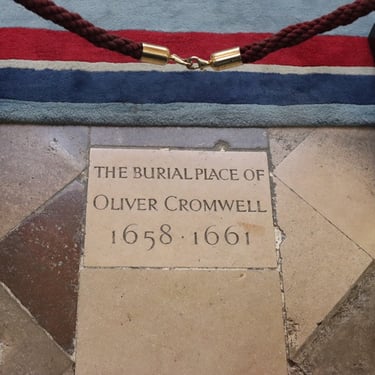 THE BURIAL PLACE OF
OLIVER CROMWELL
1658 · 1661